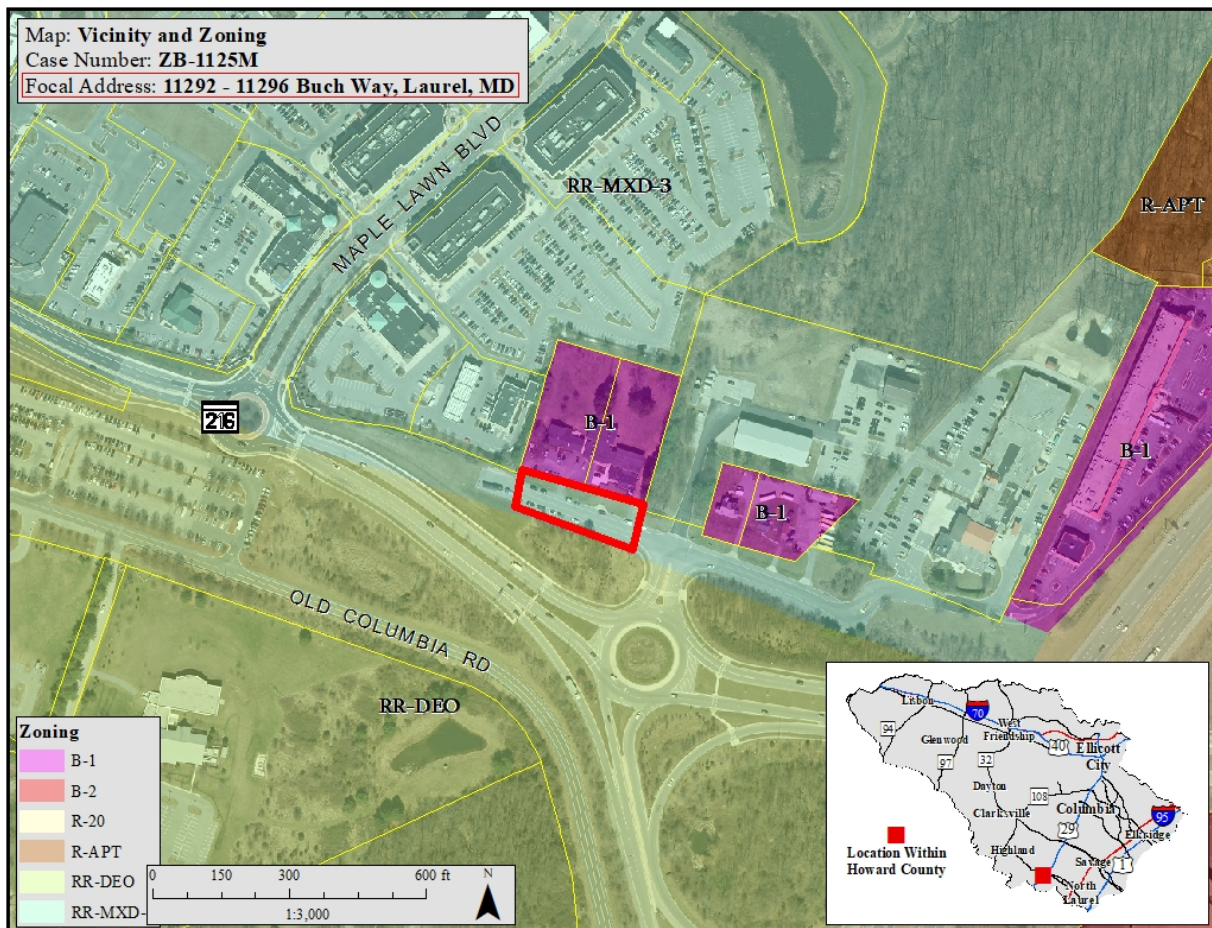 Map: Vicinity and Zoning
Case Number: ZB-1125M
Focal Address: 11292 - 11296 Buch Way, Laurel, MD
MAPLE LAWN BLVD
RR-MXD-3
R-APT
216
B-1
B-1
B-1
OLD COLUMBIA RD
RR-DEO
Zoning
B-1
B-2
R-20
R-APT
RR-DEO
RR-MXD-
0 150 300 600 ft
1:3,000
N
Lisbon
70
West
Friendship
94
Glenwood
40
Ellicott
City
97
32
Dayton
108
Columbia
Clarksville
95
29
Elkridge
Highland
Savage
1
North
Laurel
Location Within
Howard County